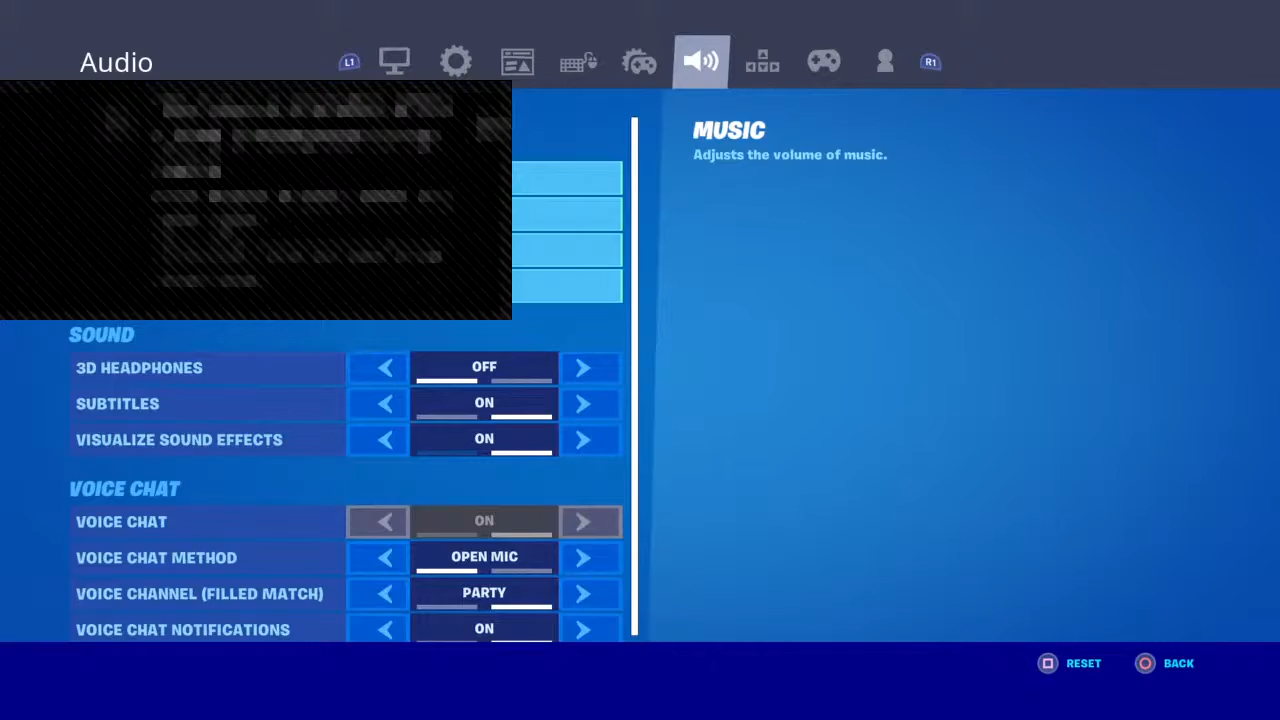 Audio
L1
R1
MUSIC
Adjusts the volume of music.
SOUND
3D HEADPHONES OFF
SUBTITLES ON
VISUALIZE SOUND EFFECTS ON
VOICE CHAT
VOICE CHAT ON
VOICE CHAT METHOD OPEN MIC
VOICE CHANNEL (FILLED MATCH) PARTY
VOICE CHAT NOTIFICATIONS ON
RESET
BACK